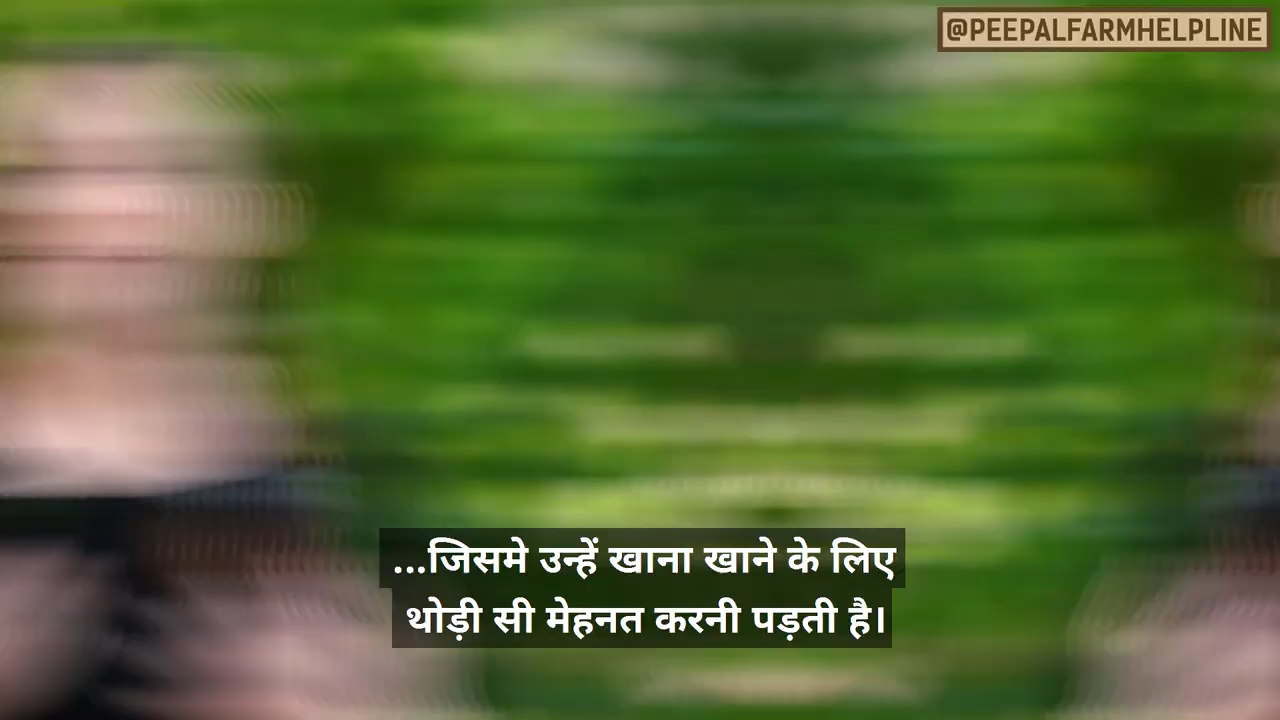 @PEEPALFARMHELPLINE
...जिसमे उन्हें खाना खाने के लिए
थोड़ी सी मेहनत करनी पड़ती है।